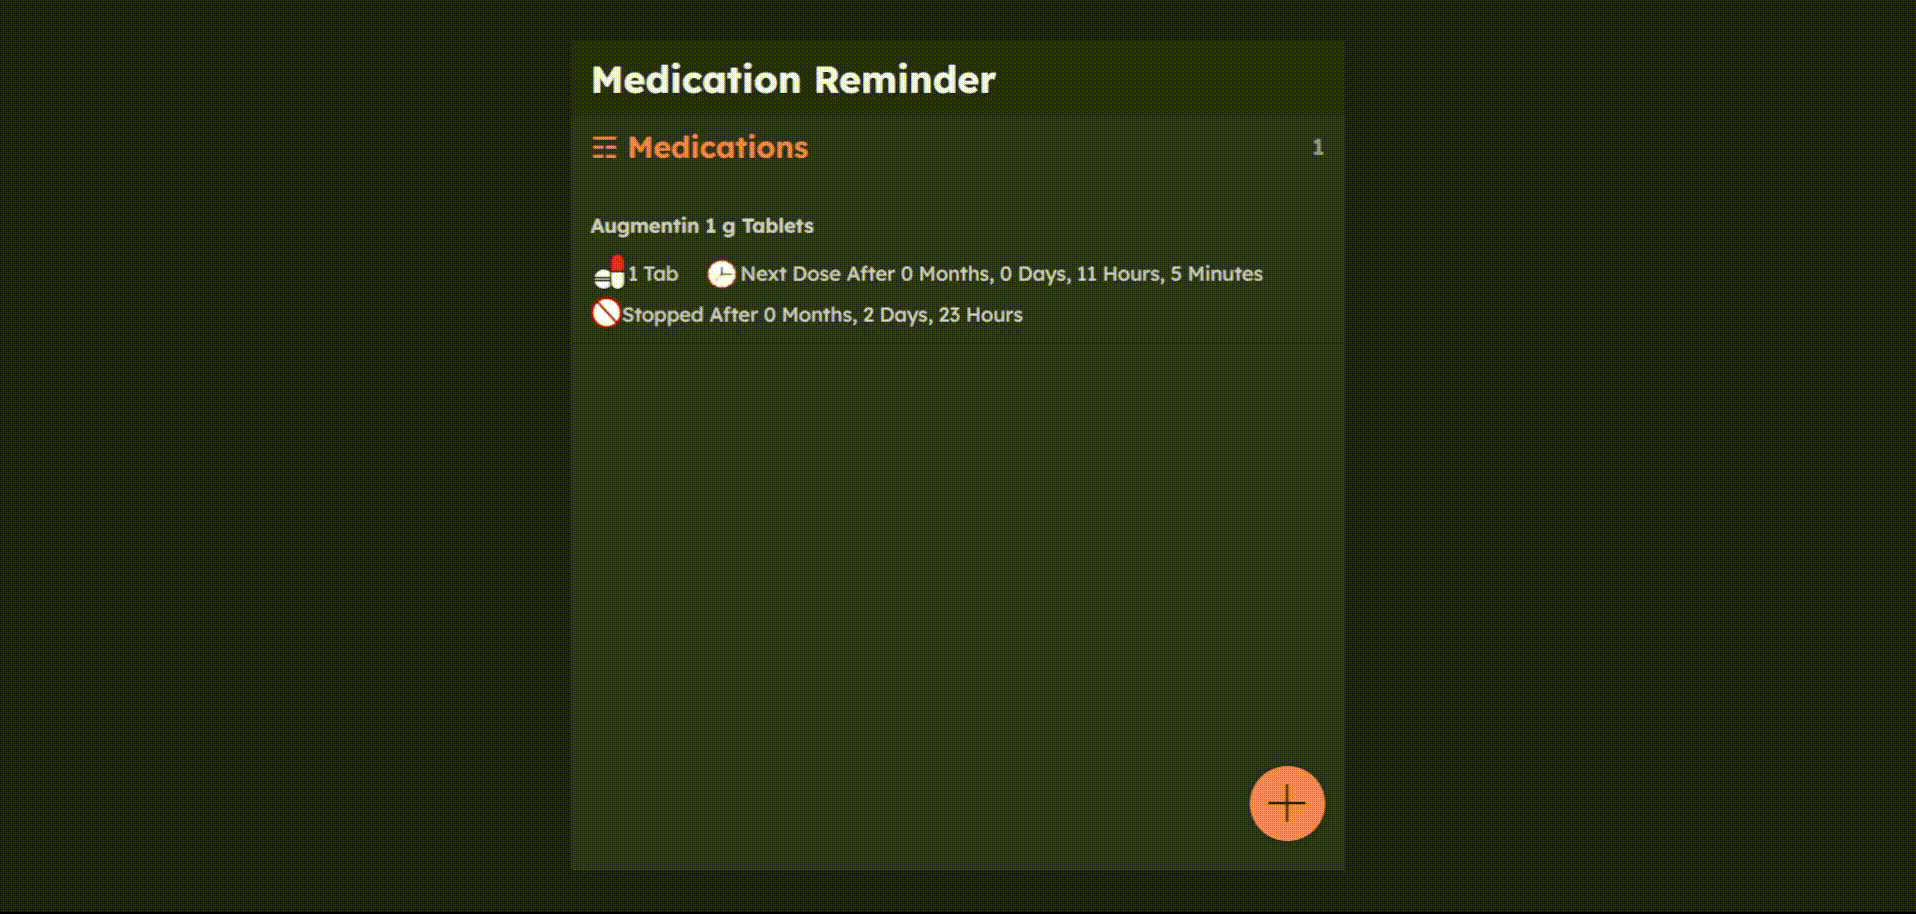 Medication Reminder
Medications 1
Augmentin 1 g Tablets
1 Tab Next Dose After 0 Months, 0 Days, 11 Hours, 5 Minutes
Stopped After 0 Months, 2 Days, 23 Hours